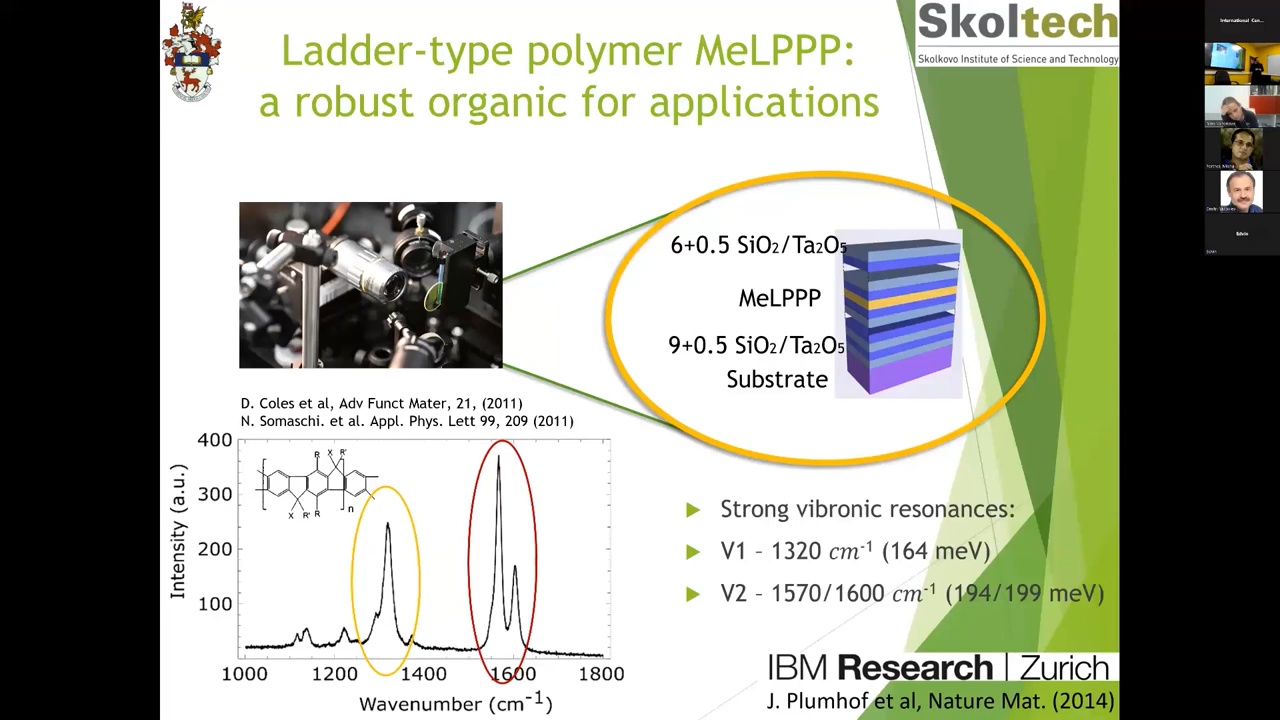 Ladder-type polymer MeLPPP:
a robust organic for applications
Skoltech
Skolkovo Institute of Science and Technology
6+0.5 SiO2/Ta2O5
MeLPPP
9+0.5 SiO2/Ta2O5
Substrate
D. Coles et al, Adv Funct Mater, 21, (2011)
N. Somaschi. et al. Appl. Phys. Lett 99, 209 (2011)
400
300
200
100
Intensity (a.u.)
R
X
R'
X
R'
R
n
1000
1200
1400
1600
1800
Wavenumber (cm-1)
Strong vibronic resonances:
V1 – 1320 cm-1 (164 meV)
V2 – 1570/1600 cm-1 (194/199 meV)
IBM Research | Zurich
J. Plumhof et al, Nature Mat. (2014)
International Cen...
Edwin